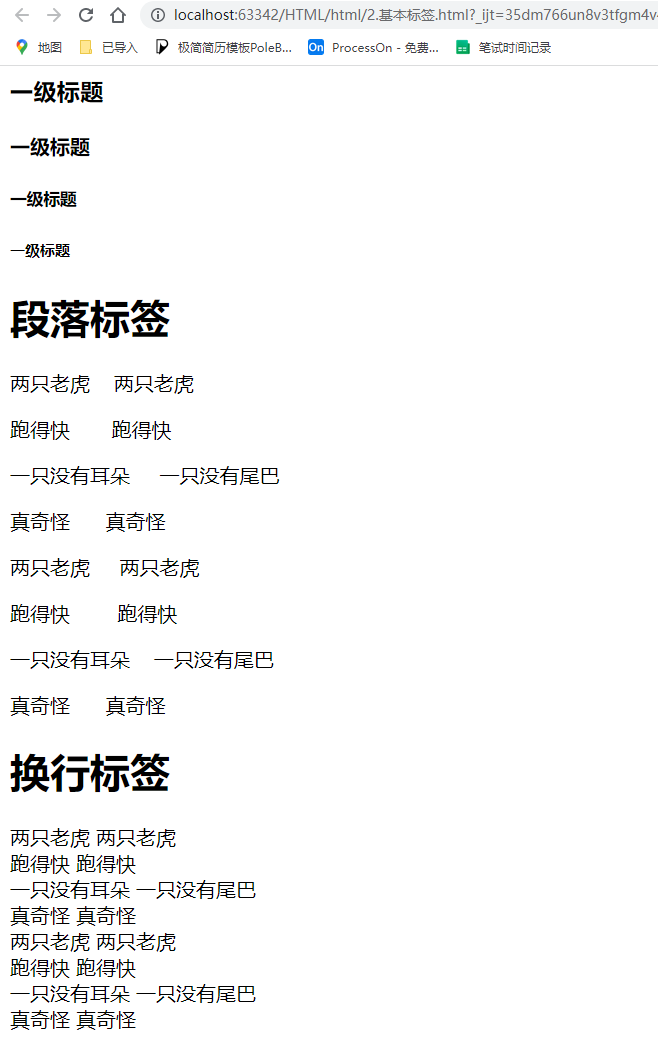 localhost:63342/HTML/html/2.基本标签.html?_ijt=35dm766un8v3tfgm4v
地图 已导入 极简简历模板PoleB... On ProcessOn - 免费... 笔试时间记录
一级标题
一级标题
一级标题
一级标题
段落标签
两只老虎 两只老虎
跑得快 跑得快
一只没有耳朵 一只没有尾巴
真奇怪 真奇怪
两只老虎 两只老虎
跑得快 跑得快
一只没有耳朵 一只没有尾巴
真奇怪 真奇怪
换行标签
两只老虎 两只老虎
跑得快 跑得快
一只没有耳朵 一只没有尾巴
真奇怪 真奇怪
两只老虎 两只老虎
跑得快 跑得快
一只没有耳朵 一只没有尾巴
真奇怪 真奇怪